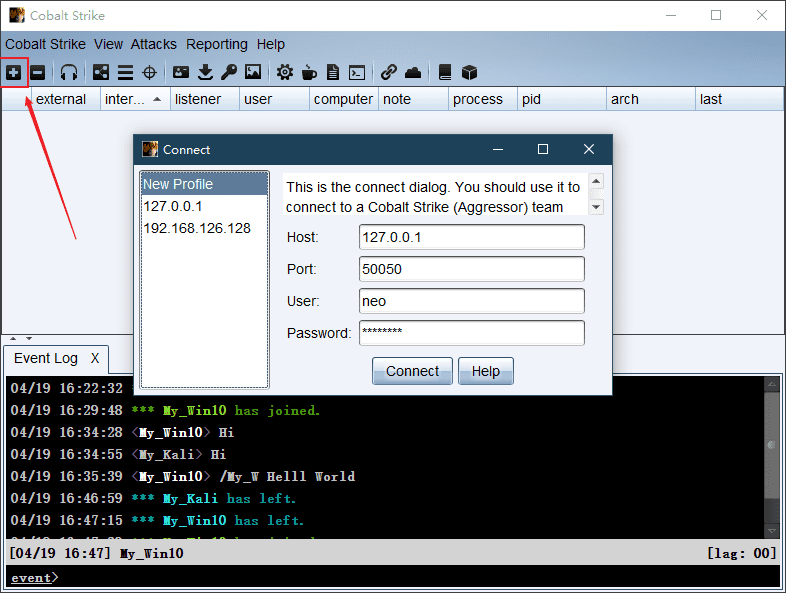 Cobalt Strike
Cobalt Strike View Attacks Reporting Help
external inter... listener user computer note process pid arch last
Connect
New Profile
127.0.0.1
192.168.126.128
This is the connect dialog. You should use it to
connect to a Cobalt Strike (Aggressor) team
Host: 127.0.0.1
Port: 50050
User: neo
Password: ********
Connect Help
Event Log X
04/19 16:22:32
04/19 16:29:48 *** My_Win10 has joined.
04/19 16:34:28 <My_Win10> Hi
04/19 16:34:55 <My_Kali> Hi
04/19 16:35:39 <My_Win10> /My_W Helll World
04/19 16:46:59 *** My_Kali has left.
04/19 16:47:15 *** My_Win10 has left.
[04/19 16:47] My_Win10 [lag: 00]
event>